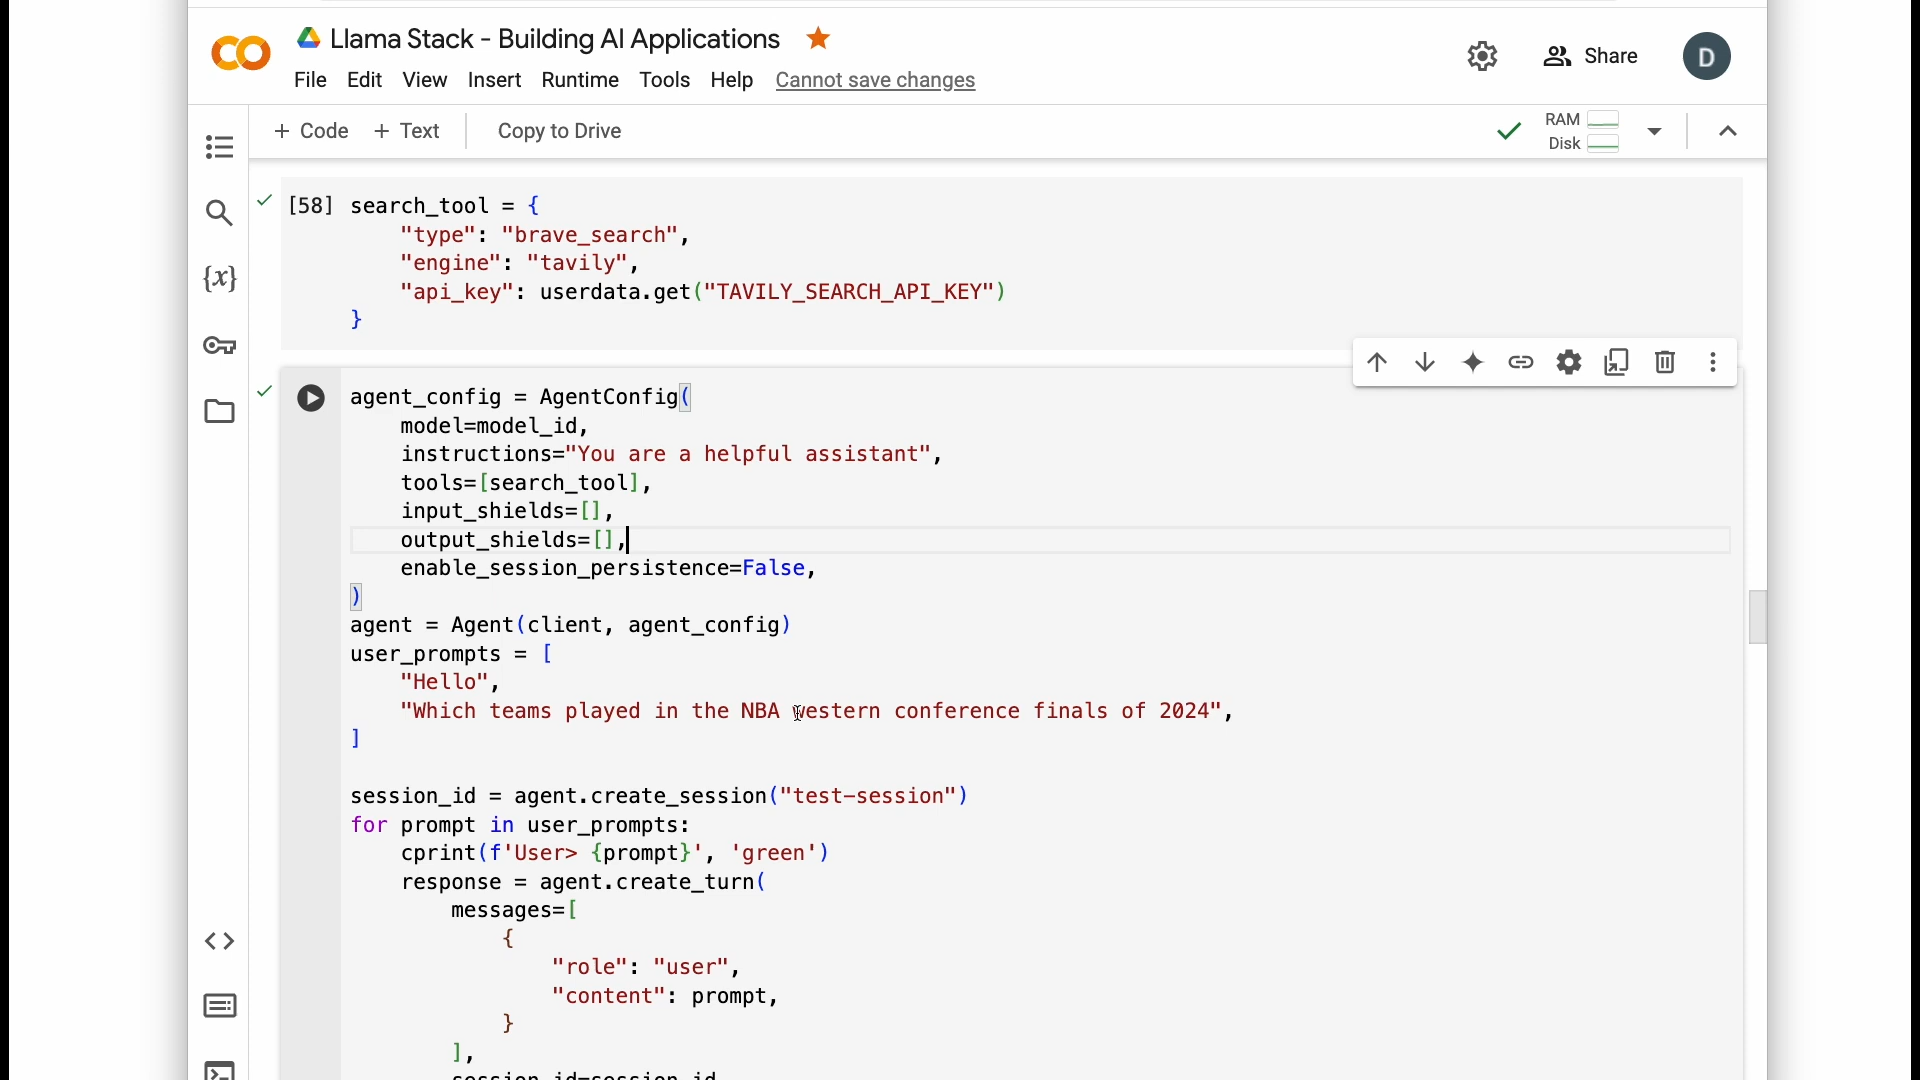 Llama Stack - Building AI Applications
File Edit View Insert Runtime Tools Help Cannot save changes
Share
D
+ Code + Text Copy to Drive
RAM
Disk
[58] search_tool = {
    "type": "brave_search",
    "engine": "tavily",
    "api_key": userdata.get("TAVILY_SEARCH_API_KEY")
}
{x}
agent_config = AgentConfig(
    model=model_id,
    instructions="You are a helpful assistant",
    tools=[search_tool],
    input_shields=[],
    output_shields=[],
    enable_session_persistence=False,
)
agent = Agent(client, agent_config)
user_prompts = [
    "Hello",
    "Which teams played in the NBA western conference finals of 2024",
]
session_id = agent.create_session("test-session")
for prompt in user_prompts:
    cprint(f'User> {prompt}', 'green')
    response = agent.create_turn(
        messages=[
            {
                "role": "user",
                "content": prompt,
            }
        ],
        session_id=session_id